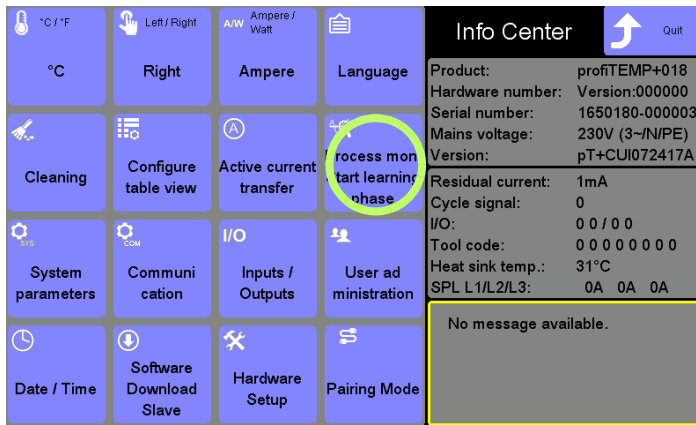 °C / °F
°C
Left / Right
Right
A/W Ampere / Watt
Ampere
Language
Cleaning
Configure
table view
A
Active current
transfer
Process mon
Start learning
phase
SYS
System
parameters
COM
Communi
cation
I/O
Inputs /
Outputs
User ad
ministration
Date / Time
Software
Download
Slave
Hardware
Setup
Pairing Mode
Info Center
Quit
Product: profiTEMP+018
Hardware number: Version:000000
Serial number: 1650180-000003
Mains voltage: 230V (3~/N/PE)
Version: pT+CUI072417A
Residual current: 1mA
Cycle signal: 0
I/O: 0 0 / 0 0
Tool code: 0 0 0 0 0 0 0 0
Heat sink temp.: 31°C
SPL L1/L2/L3: 0A 0A 0A
No message available.